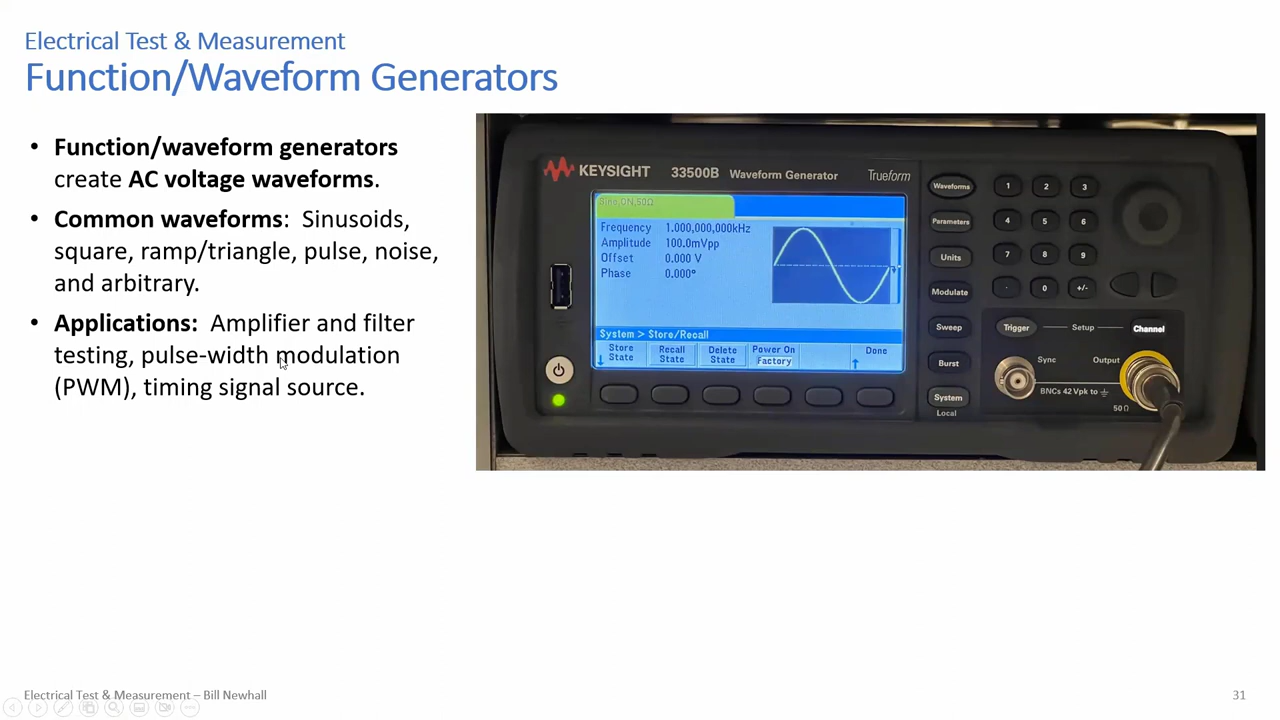 Electrical Test & Measurement
Function/Waveform Generators
• Function/waveform generators
create AC voltage waveforms.
• Common waveforms: Sinusoids,
square, ramp/triangle, pulse, noise,
and arbitrary.
• Applications: Amplifier and filter
testing, pulse-width modulation
(PWM), timing signal source.
KEYSIGHT 33500B Waveform Generator Trueform
Sine,ON,50Ω
Frequency 1.000,000,000kHz
Amplitude 100.0mVpp
Offset 0.000 V
Phase 0.000°
System > Store/Recall
Store State
Recall State
Delete State
Power On Factory
Done
Waveforms
Parameters
Units
Modulate
Sweep
Burst
System
Local
1 2 3
4 5 6
7 8 9
. 0 +/-
Trigger Setup Channel
Sync Output
BNCs 42 Vpk to
50 Ω
Electrical Test & Measurement – Bill Newhall
31